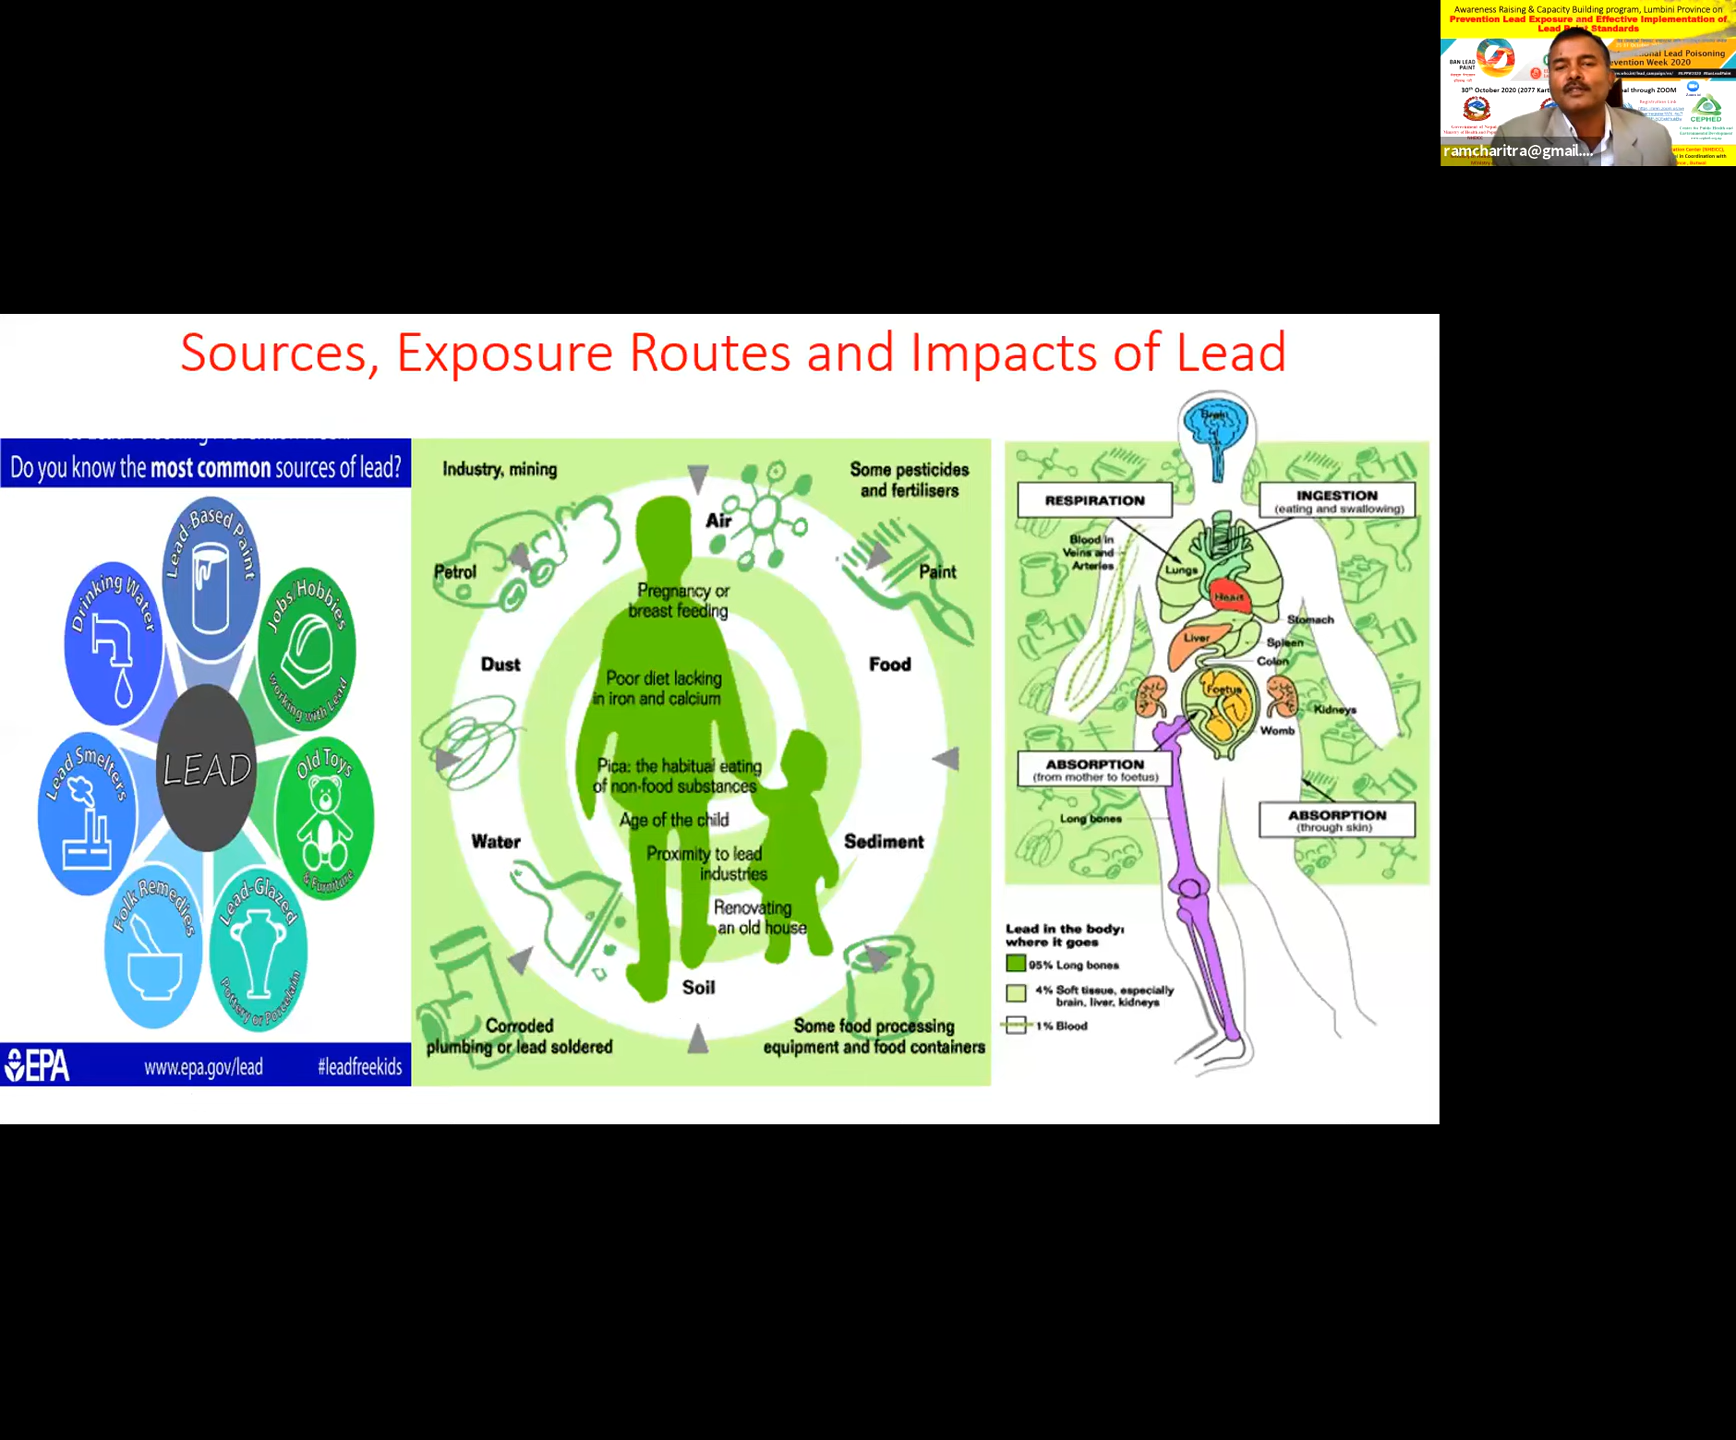 Awareness Raising & Capacity Building program, Lumbini Province on
Prevention Lead Exposure and Effective Implementation of
Standards
Lead Poisoning
Week 2020
BAN LEAD
PAINT
30th October 2020 (2077
through ZOOM
CEPHED
ramcharitra@gmail....
Sources, Exposure Routes and Impacts of Lead
Do you know the most common sources of lead?
Lead-Based Paint
Jobs/Hobbies
Working with Lead
Old Toys
& Furniture
Lead-Glazed
Pottery or Porcelain
Folk Remedies
Lead Smelters
Drinking Water
LEAD
EPA
www.epa.gov/lead
#leadfreekids
Industry, mining
Some pesticides
and fertilisers
Air
Petrol
Paint
Pregnancy or
breast feeding
Dust
Food
Poor diet lacking
in iron and calcium
Pica: the habitual eating
of non-food substances
Age of the child
Water
Sediment
Proximity to lead
industries
Renovating
an old house
Soil
Corroded
plumbing or lead soldered
Some food processing
equipment and food containers
Brain
RESPIRATION
INGESTION
(eating and swallowing)
Blood in
Veins and
Arteries
Lungs
Heart
Stomach
Liver
Spleen
Colon
Foetus
Kidneys
Womb
ABSORPTION
(from mother to foetus)
ABSORPTION
(through skin)
Long bones
Lead in the body:
where it goes
95% Long bones
4% Soft tissue, especially
brain, liver, kidneys
1% Blood